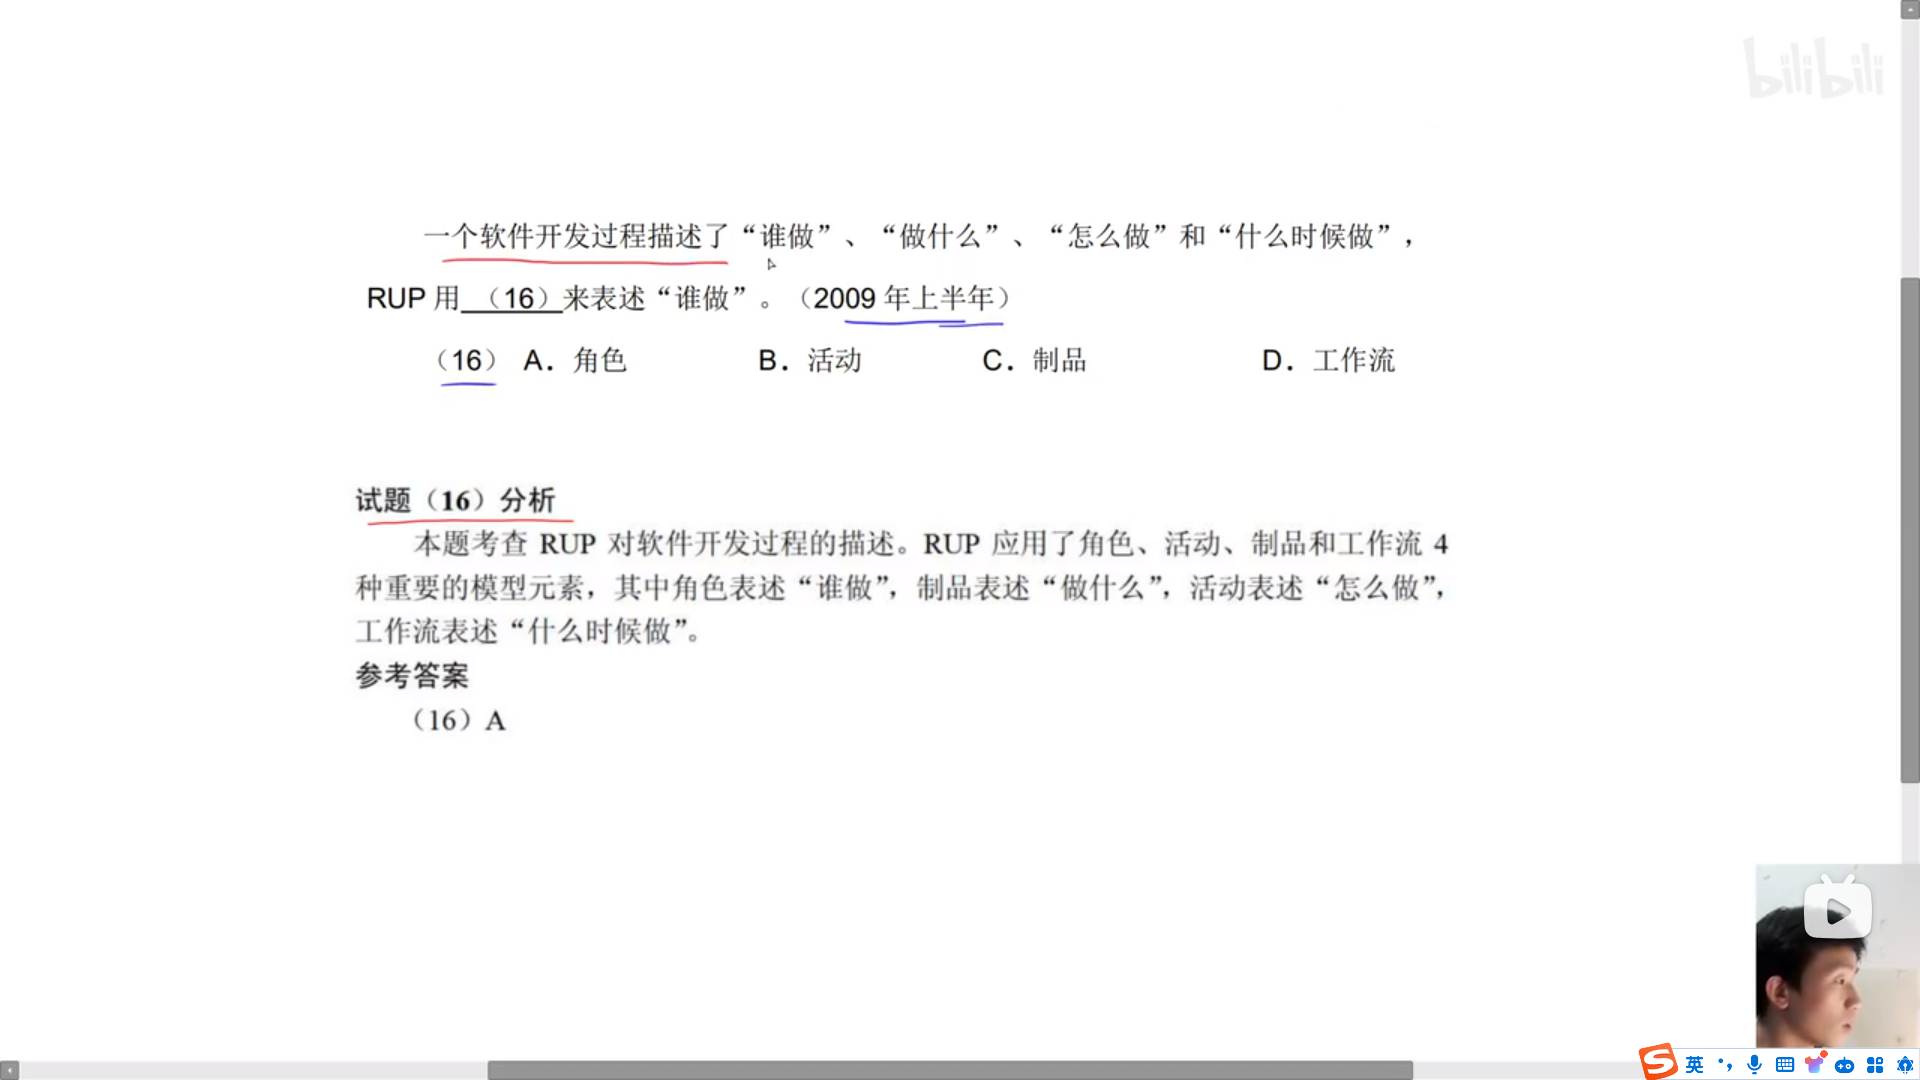 bilibili
一个软件开发过程描述了“谁做”、“做什么”、“怎么做”和“什么时候做”，
RUP 用（16）来表述“谁做”。（2009 年上半年）
（16） A．角色 B．活动 C．制品 D．工作流
试题（16）分析
本题考查 RUP 对软件开发过程的描述。RUP 应用了角色、活动、制品和工作流 4
种重要的模型元素，其中角色表述“谁做”，制品表述“做什么”，活动表述“怎么做”，
工作流表述“什么时候做”。
参考答案
（16）A
英